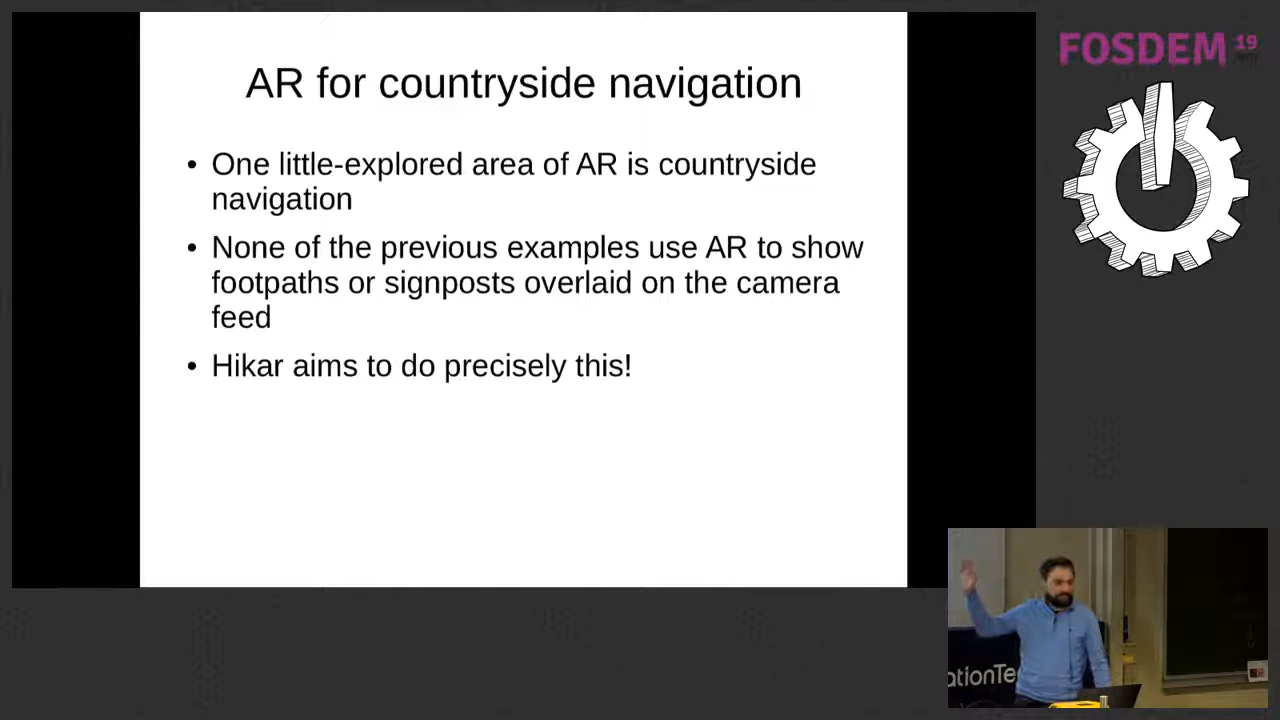 AR for countryside navigation
• One little-explored area of AR is countryside
navigation
• None of the previous examples use AR to show
footpaths or signposts overlaid on the camera
feed
• Hikar aims to do precisely this!
FOSDEM 19
ationTe